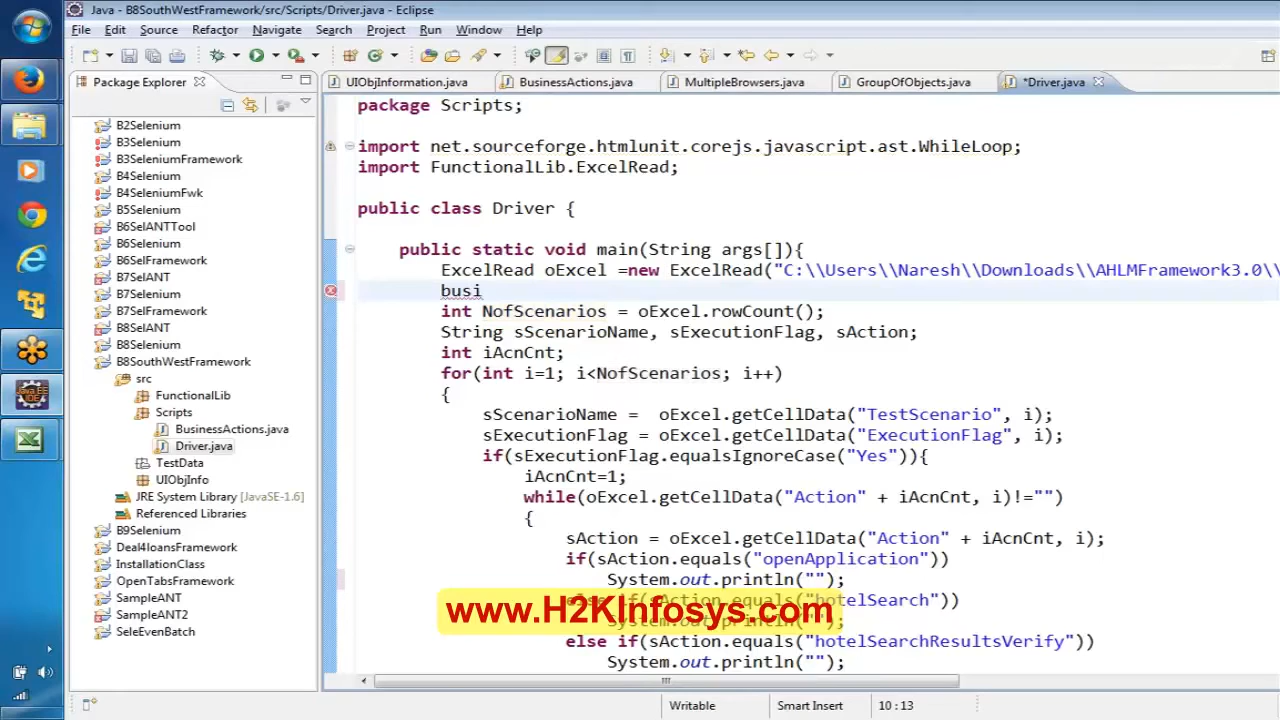 Java - B8SouthWestFramework/src/Scripts/Driver.java - Eclipse
File Edit Source Refactor Navigate Search Project Run Window Help
Package Explorer
UIObjInformation.java BusinessActions.java MultipleBrowsers.java GroupOfObjects.java *Driver.java
B2Selenium
B3Selenium
B3SeleniumFramework
B4Selenium
B4SeleniumFwk
B5Selenium
B6SelANTTool
B6Selenium
B6SelFramework
B7SelANT
B7Selenium
B7SelFramework
B8SelANT
B8Selenium
B8SouthWestFramework
src
FunctionalLib
Scripts
BusinessActions.java
Driver.java
TestData
UIObjInfo
JRE System Library [JavaSE-1.6]
Referenced Libraries
B9Selenium
Deal4loansFramework
InstallationClass
OpenTabsFramework
SampleANT
SampleANT2
SeleEvenBatch
package Scripts;
import net.sourceforge.htmlunit.corejs.javascript.ast.WhileLoop;
import FunctionalLib.ExcelRead;
public class Driver {
public static void main(String args[]){
ExcelRead oExcel =new ExcelRead("C:\\Users\\Naresh\\Downloads\\AHLMFramework3.0\\
busi
int NofScenarios = oExcel.rowCount();
String sScenarioName, sExecutionFlag, sAction;
int iAcnCnt;
for(int i=1; i<NofScenarios; i++)
{
sScenarioName =  oExcel.getCellData("TestScenario", i);
sExecutionFlag = oExcel.getCellData("ExecutionFlag", i);
if(sExecutionFlag.equalsIgnoreCase("Yes")){
iAcnCnt=1;
while(oExcel.getCellData("Action" + iAcnCnt, i)!="")
{
sAction = oExcel.getCellData("Action" + iAcnCnt, i);
if(sAction.equals("openApplication"))
System.out.println("");
else if(sAction.equals("hotelSearch"))
System.out.println("");
else if(sAction.equals("hotelSearchResultsVerify"))
System.out.println("");
www.H2KInfosys.com
Writable Smart Insert 10 : 13